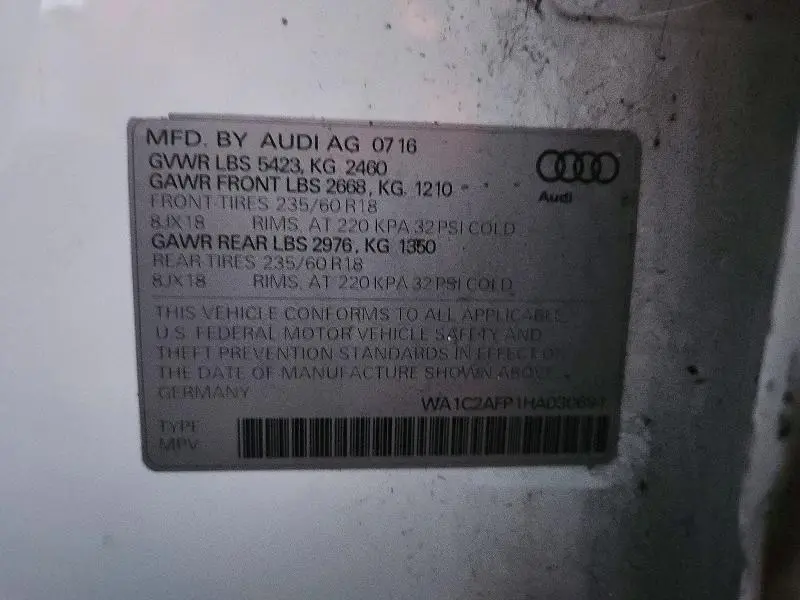 MFD. BY AUDI AG 0716
GVWR LBS 5423, KG 2460
GAWR FRONT LBS 2668, KG 1210
FRONT TIRES 235/60 R18
8JX18 RIMS, AT 220 KPA 32 PSI COLD
GAWR REAR LBS 2976, KG 1350
REAR TIRES 235/60 R18
8JX18 RIMS, AT 220 KPA 32 PSI COLD
Audi
THIS VEHICLE CONFORMS TO ALL APPLICABLE
U.S. FEDERAL MOTOR VEHICLE SAFETY AND
THEFT PREVENTION STANDARDS IN EFFECT ON
THE DATE OF MANUFACTURE SHOWN ABOVE
GERMANY
TYPE
MPV